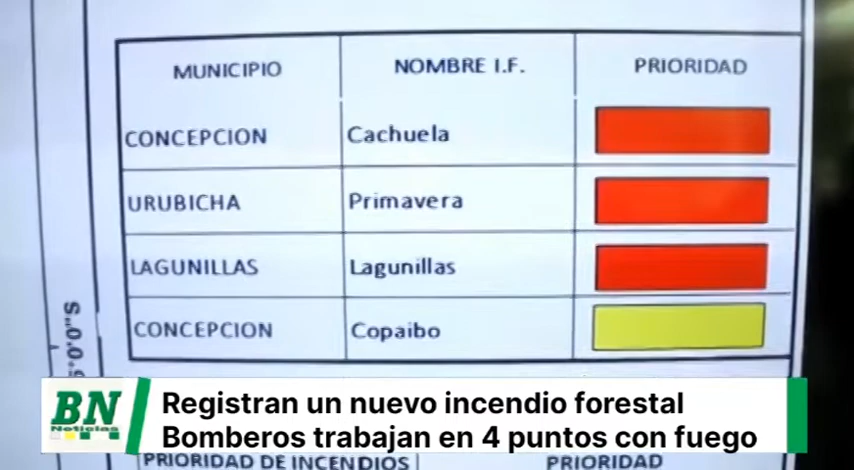 MUNICIPIO NOMBRE I.F. PRIORIDAD
CONCEPCION Cachuela
URUBICHA Primavera
LAGUNILLAS Lagunillas
CONCEPCION Copaibo
BN
Noticias
Registran un nuevo incendio forestal
Bomberos trabajan en 4 puntos con fuego
PRIORIDAD DE INCENDIOS PRIORIDAD